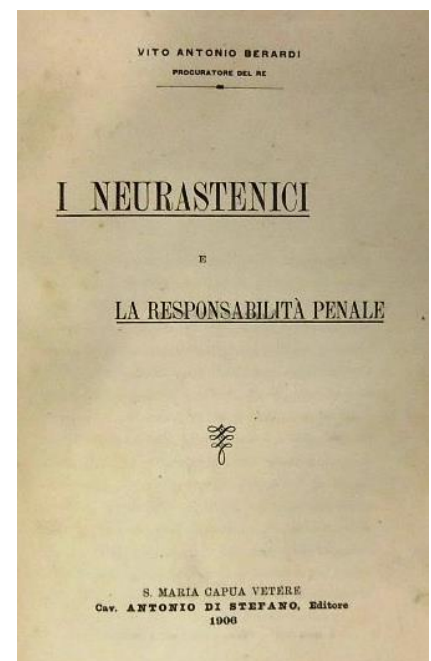 VITO ANTONIO BERARDI
PROCURATORE DEL RE
I NEURASTENICI
E
LA RESPONSABILITÀ PENALE
S. MARIA CAPUA VETERE
Cav. ANTONIO DI STEFANO, Editore
1906